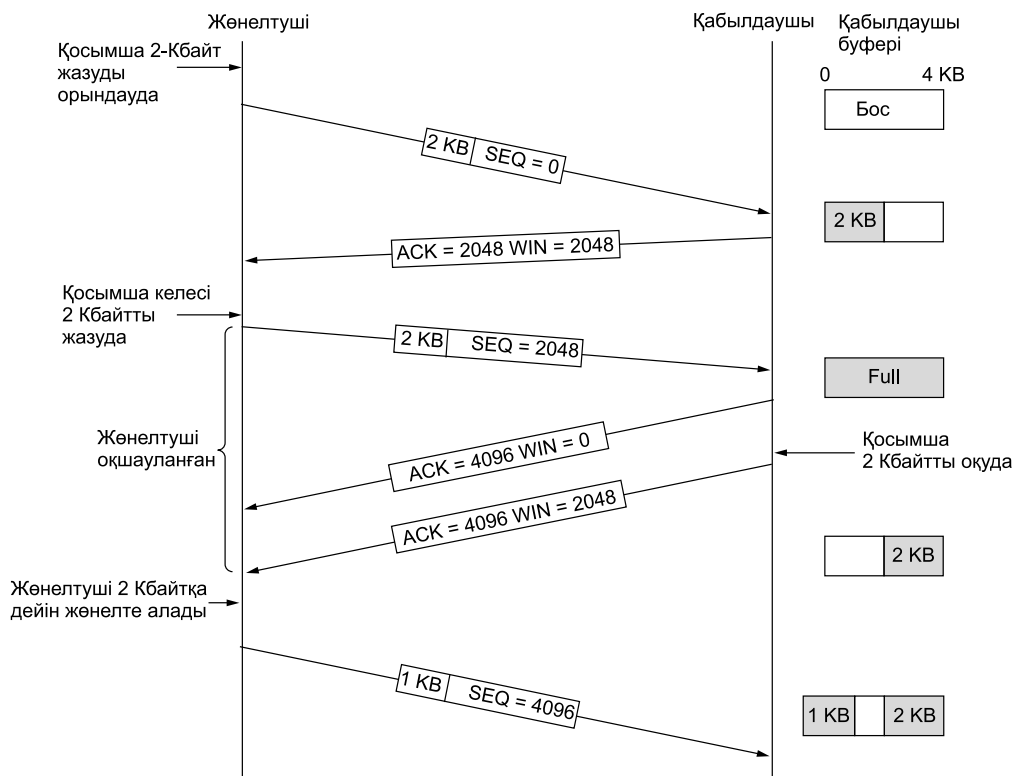 Жөнелтуші
Қабылдаушы
Қабылдаушы
буфері
Қосымша 2-Кбайт
жазуды
орындауда
0 4 KB
Бос
2 KB SEQ = 0
2 KB
ACK = 2048 WIN = 2048
Қосымша келесі
2 Кбайтты
жазуда
2 KB SEQ = 2048
Full
Жөнелтуші
оқшауланған
ACK = 4096 WIN = 0
Қосымша
2 Кбайтты оқуда
ACK = 4096 WIN = 2048
2 KB
Жөнелтуші 2 Кбайтқа
дейін жөнелте алады
1 KB SEQ = 4096
1 KB 2 KB